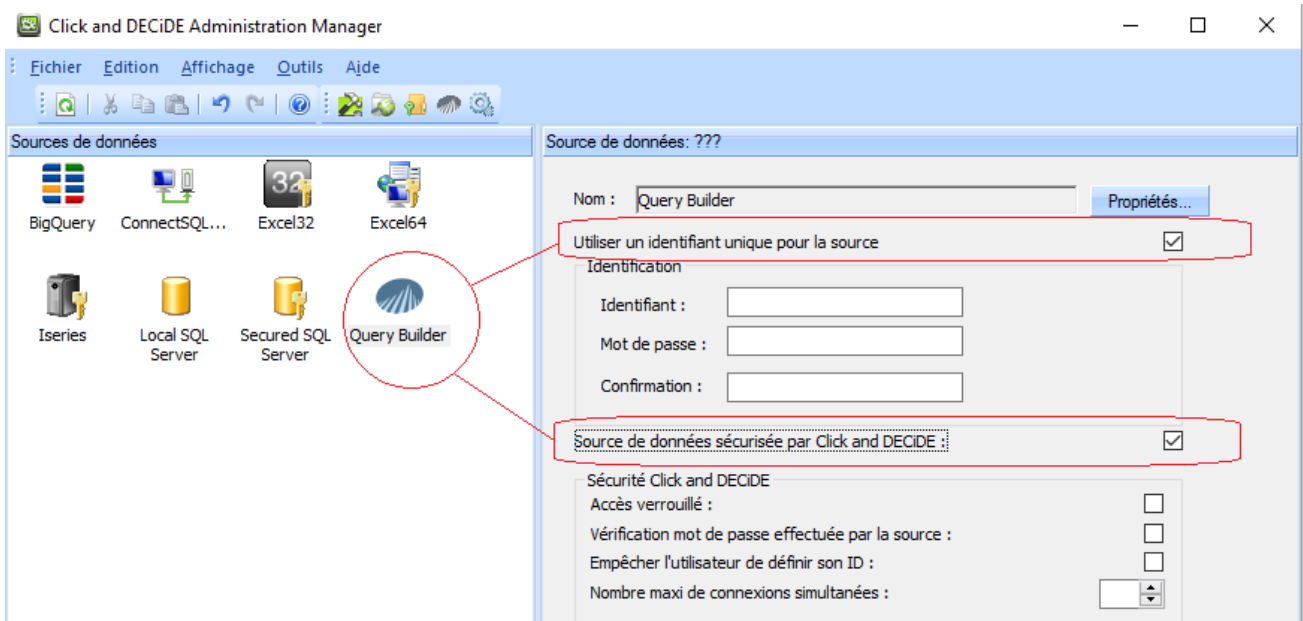 Click and DECiDE Administration Manager
Fichier Edition Affichage Outils Aide
Sources de données
BigQuery ConnectSQL... Excel32 Excel64
Iseries Local SQL Server Secured SQL Server Query Builder
Source de données: ???
Nom : Query Builder Propriétés...
Utiliser un identifiant unique pour la source
Identification
Identifiant :
Mot de passe :
Confirmation :
Source de données sécurisée par Click and DECiDE :
Sécurité Click and DECiDE
Accès verrouillé :
Vérification mot de passe effectuée par la source :
Empêcher l'utilisateur de définir son ID :
Nombre maxi de connexions simultanées :